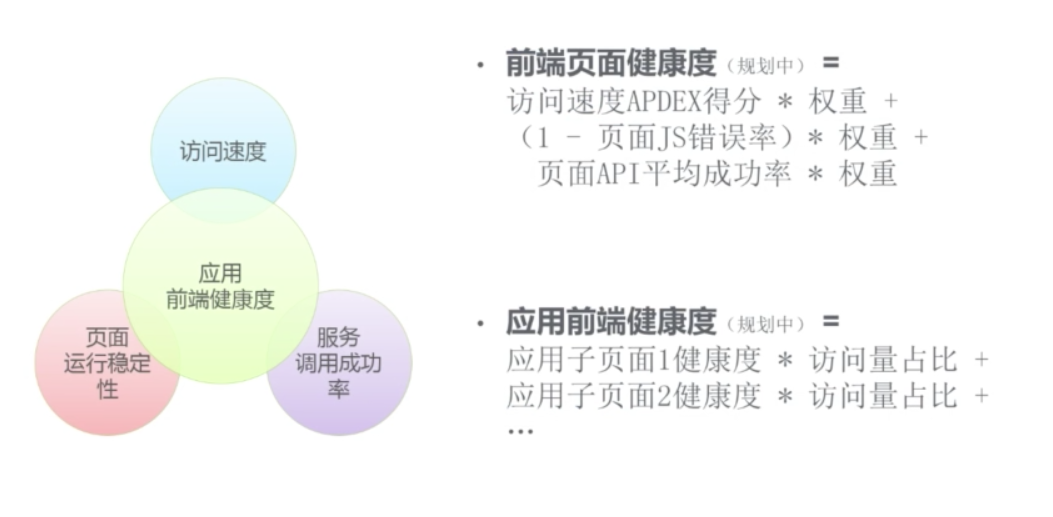 访问速度
应用
前端健康度
页面
运行稳定
性
服务
调用成功
率
· 前端页面健康度（规划中） =
访问速度APDEX得分 * 权重 +
（1 - 页面JS错误率）* 权重 +
页面API平均成功率 * 权重
· 应用前端健康度（规划中） =
应用子页面1健康度 * 访问量占比 +
应用子页面2健康度 * 访问量占比 +
...